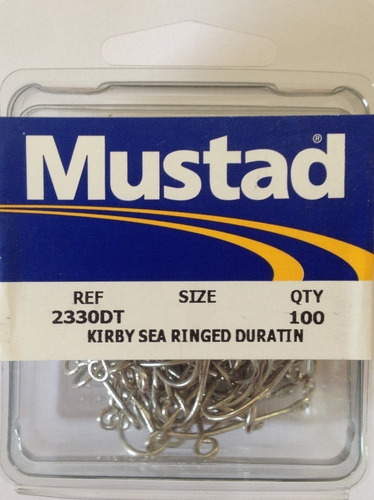 Mustad®
REF SIZE QTY
2330DT 100
KIRBY SEA RINGED DURATIN